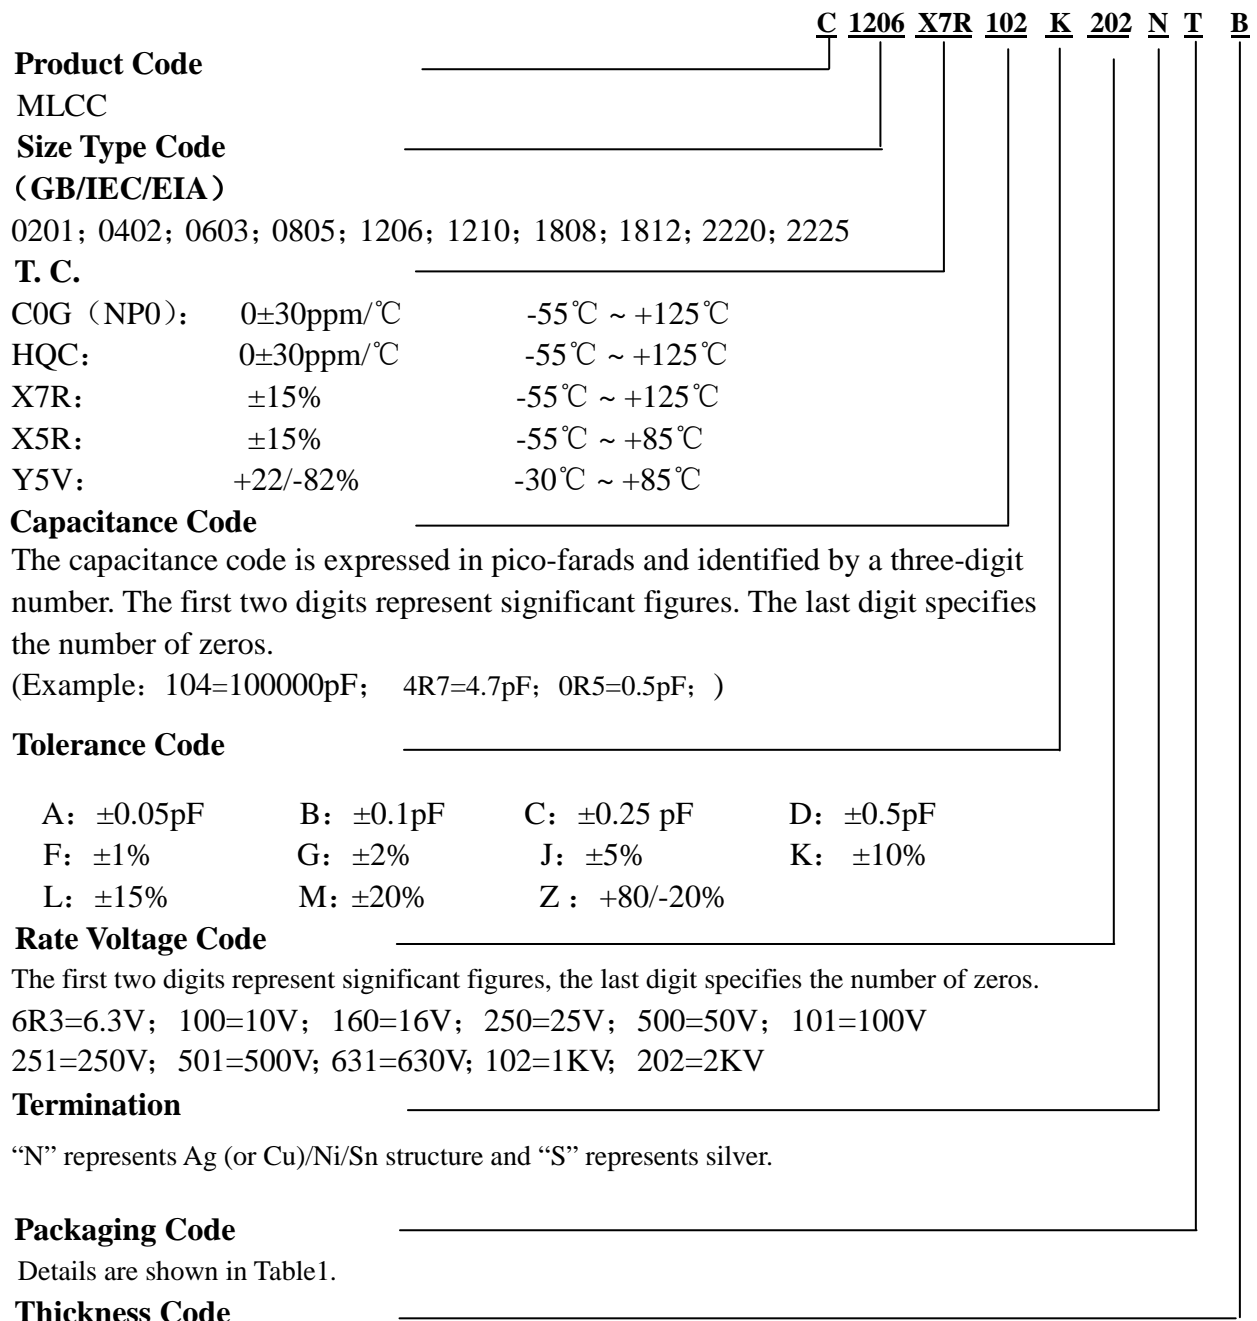 C 1206 X7R 102 K 202 N T B
Product Code
MLCC
Size Type Code
（GB/IEC/EIA）
0201；0402；0603；0805；1206；1210；1808；1812；2220；2225
T. C.
C0G（NP0）： 0±30ppm/℃ -55℃ ~ +125℃
HQC： 0±30ppm/℃ -55℃ ~ +125℃
X7R： ±15% -55℃ ~ +125℃
X5R： ±15% -55℃ ~ +85℃
Y5V： +22/-82% -30℃ ~ +85℃
Capacitance Code
The capacitance code is expressed in pico-farads and identified by a three-digit
number. The first two digits represent significant figures. The last digit specifies
the number of zeros.
(Example：104=100000pF； 4R7=4.7pF；0R5=0.5pF；)
Tolerance Code
A：±0.05pF B：±0.1pF C：±0.25 pF D：±0.5pF
F：±1% G：±2% J：±5% K： ±10%
L：±15% M：±20% Z ：+80/-20%
Rate Voltage Code
The first two digits represent significant figures, the last digit specifies the number of zeros.
6R3=6.3V；100=10V；160=16V；250=25V；500=50V；101=100V
251=250V；501=500V；631=630V；102=1KV；202=2KV
Termination
“N” represents Ag (or Cu)/Ni/Sn structure and “S” represents silver.
Packaging Code
Details are shown in Table1.
Thickness Code